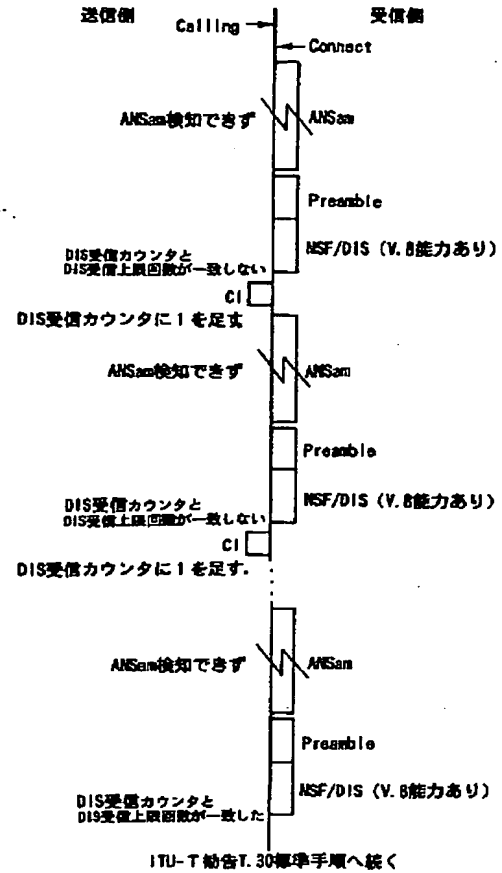 送信側
受信側
Calling
Connect
ANSam検知できず
ANSam
Preamble
NSF/DIS (V.8能力あり)
DIS受信カウンタと
DIS受信上限回数が一致しない
CI
DIS受信カウンタに1を足す
ANSam検知できず
ANSam
Preamble
NSF/DIS (V.8能力あり)
DIS受信カウンタと
DIS受信上限回数が一致しない
CI
DIS受信カウンタに1を足す.
ANSam検知できず
ANSam
Preamble
NSF/DIS (V.8能力あり)
DIS受信カウンタと
DIS受信上限回数が一致した
ITU-T勧告T.30標準手順へ続く